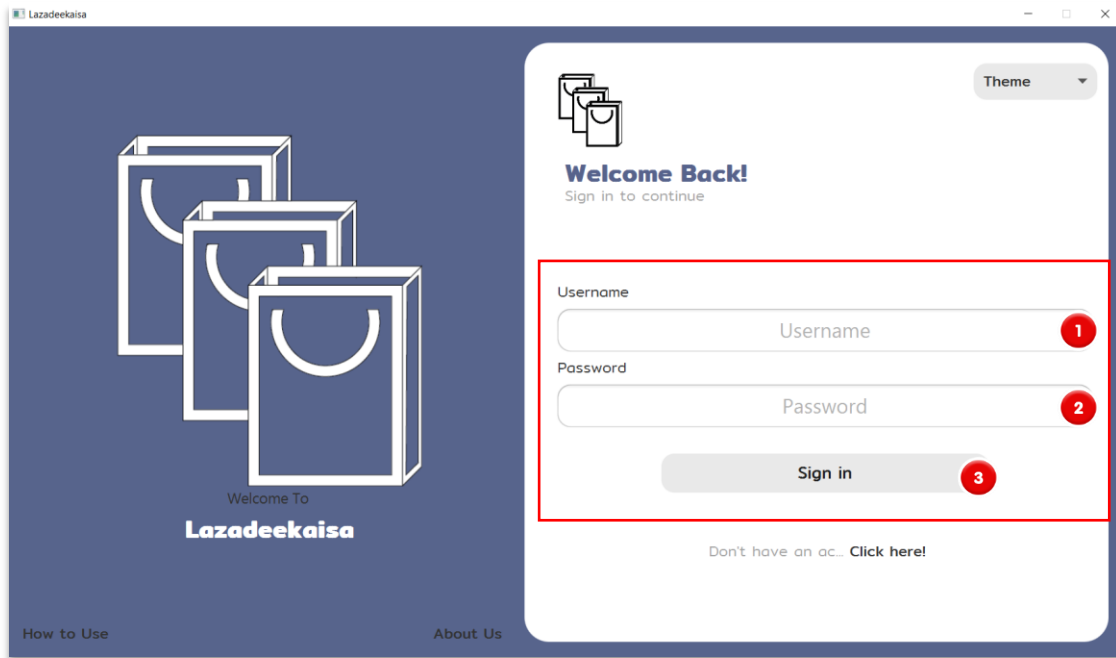 Lazadeekaisa
Welcome To
Lazadeekaisa
How to Use
About Us
Theme
Welcome Back!
Sign in to continue
Username
Username
1
Password
Password
2
Sign in
3
Don't have an ac... Click here!